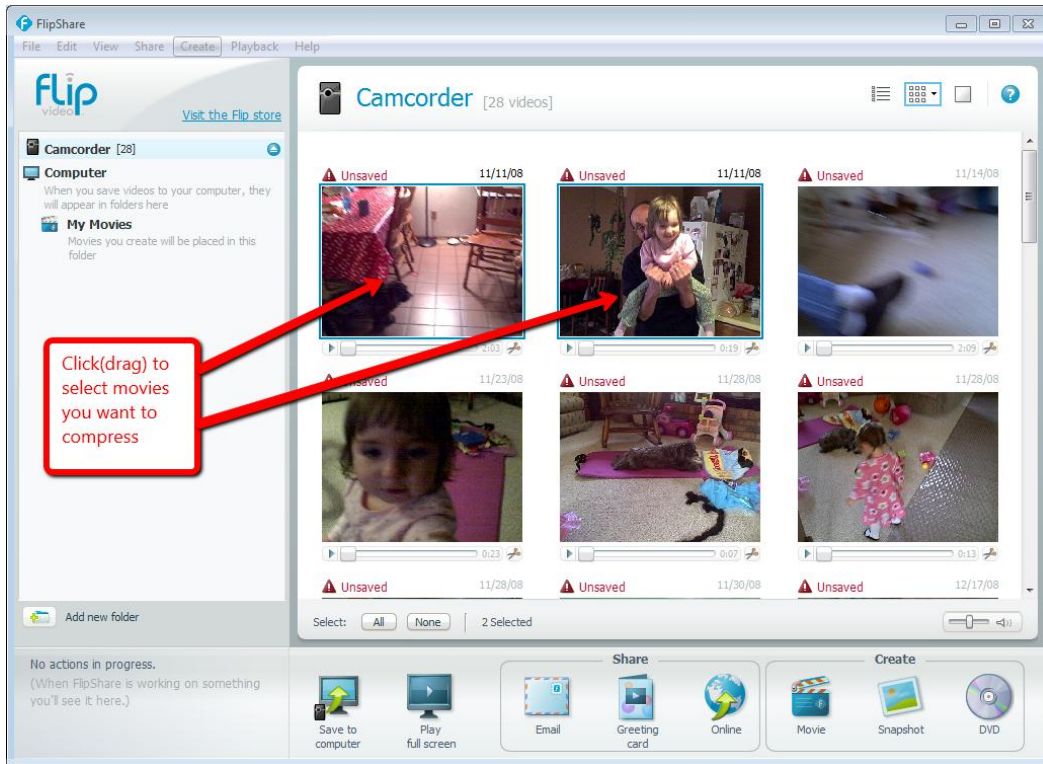 FlipShare
File Edit View Share Create Playback Help
flip
video
Visit the Flip store
Camcorder [28]
Computer
When you save videos to your computer, they
will appear in folders here
My Movies
Movies you create will be placed in this
folder
Click(drag) to
select movies
you want to
compress
Add new folder
Camcorder [28 videos]
?
Unsaved 11/11/08
Unsaved 11/11/08
Unsaved 11/14/08
2:03
0:19
2:09
Unsaved 11/23/08
Unsaved 11/28/08
Unsaved 11/28/08
0:23
0:07
0:13
Unsaved 11/28/08
Unsaved 11/30/08
Unsaved 12/17/08
Select: All None 2 Selected
No actions in progress.
(When FlipShare is working on something
you'll see it here.)
Save to
computer
Play
full screen
Share
Email
Greeting
card
Online
Create
Movie
Snapshot
DVD